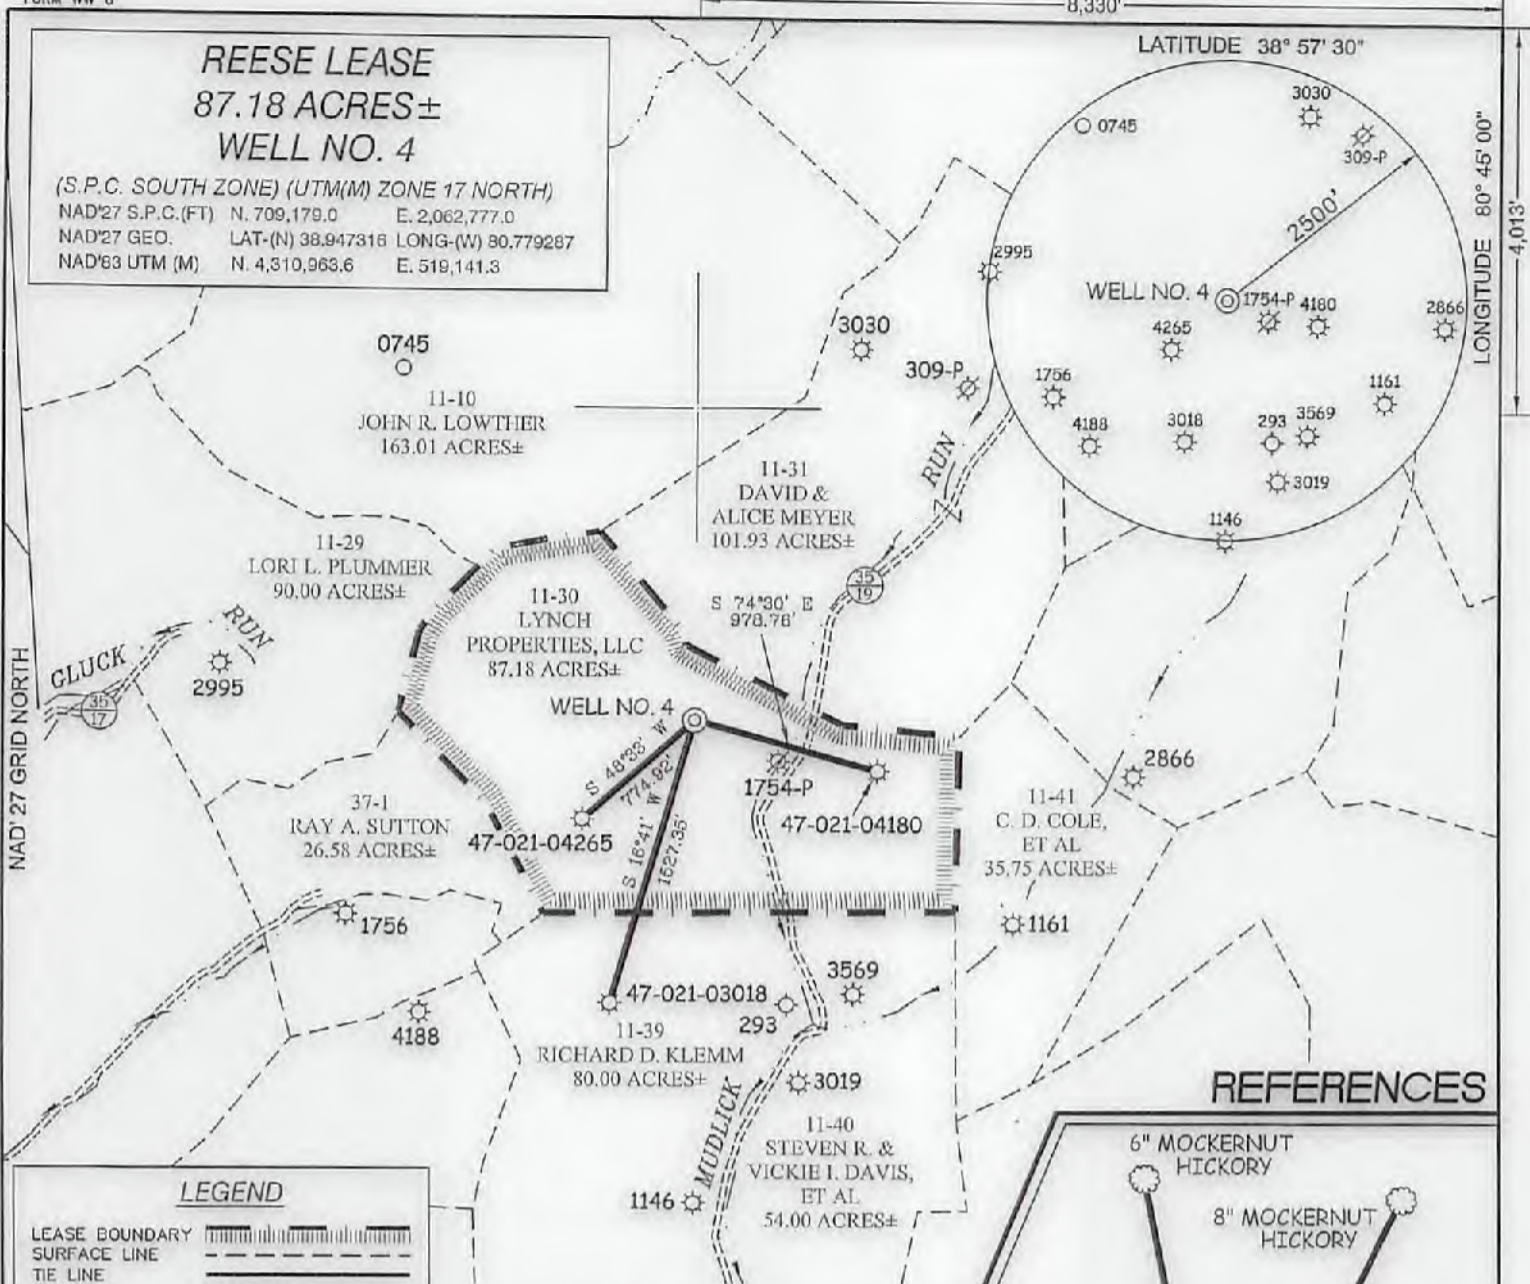 8,330'
REESE LEASE
87.18 ACRES±
WELL NO. 4
(S.P.C. SOUTH ZONE) (UTM(M) ZONE 17 NORTH)
NAD'27 S.P.C.(FT) N. 709,179.0 E. 2,062,777.0
NAD'27 GEO. LAT-(N) 38.947316 LONG-(W) 80.779287
NAD'83 UTM (M) N. 4,310,963.6 E. 519,141.3
LATITUDE 38° 57' 30"
LONGITUDE 80° 45' 00"
4,013'
3030
0745
309-P
2500'
2995
WELL NO. 4
1754-P
4180
2866
4265
1756
1161
4188
3018
293
3569
3019
1146
0745
11-10
JOHN R. LOWTHER
163.01 ACRES±
3030
309-P
RUN
11-31
DAVID &
ALICE MEYER
101.93 ACRES±
11-29
LORI L. PLUMMER
90.00 ACRES±
35
19
11-30
LYNCH
PROPERTIES, LLC
87.18 ACRES±
S 74°30' E
978.76'
GLUCK RUN
35
17
2995
NAD'27 GRID NORTH
WELL NO. 4
S 48°33' W
774.92'
S 16°41' W
1527.35'
1754-P
2866
47-021-04180
47-021-04265
37-1
RAY A. SUTTON
26.58 ACRES±
11-41
C. D. COLE,
ET AL
35.75 ACRES±
1756
1161
3569
47-021-03018
293
4188
11-39
RICHARD D. KLEMM
80.00 ACRES±
3019
MUDLICK
11-40
STEVEN R. &
VICKIE I. DAVIS,
ET AL
54.00 ACRES±
1146
REFERENCES
6" MOCKERNUT
HICKORY
8" MOCKERNUT
HICKORY
LEGEND
LEASE BOUNDARY
SURFACE LINE
TIE LINE